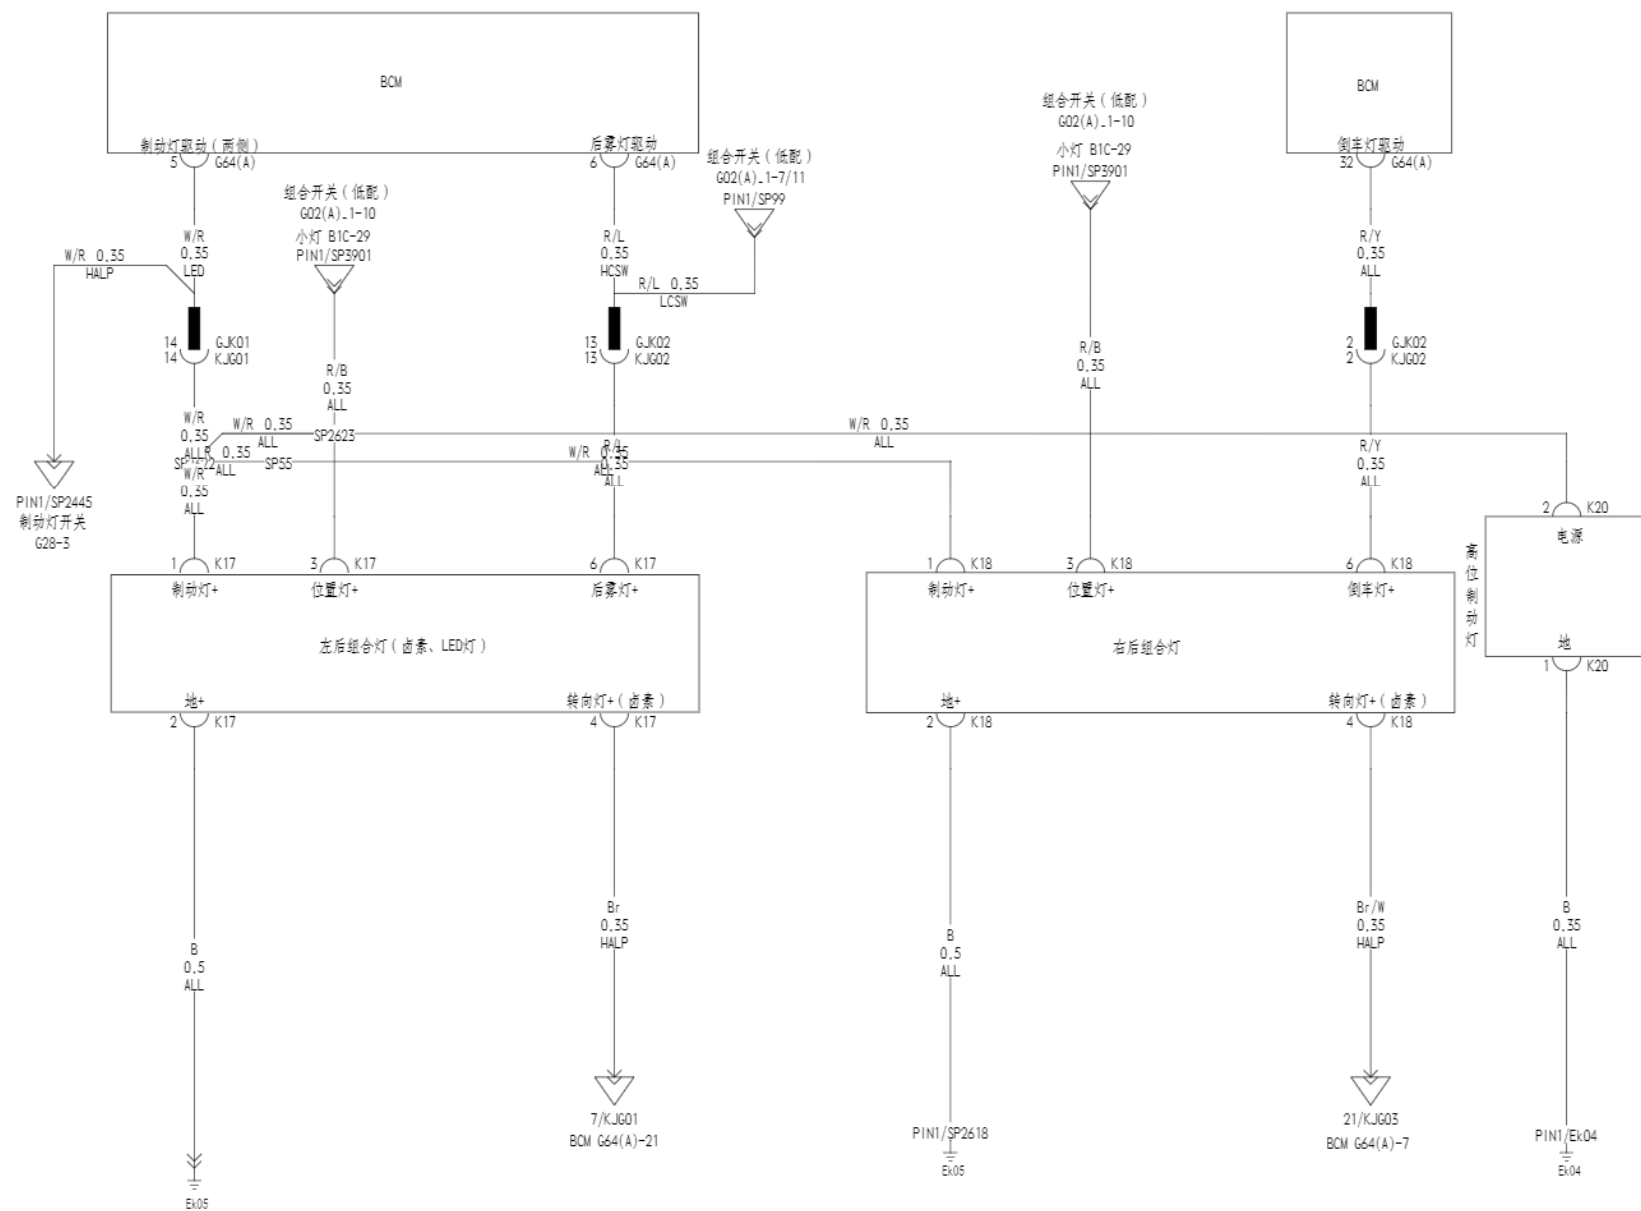 BCM
制动灯驱动(两侧)
5 G64(A)
后雾灯驱动
6 G64(A)
BCM
倒车灯驱动
32 G64(A)
组合开关(低配)
G02(A)_1-10
小灯 B1C-29
PIN1/SP3901
组合开关(低配)
G02(A)_1-7/11
PIN1/SP99
组合开关(低配)
G02(A)_1-10
小灯 B1C-29
PIN1/SP3901
W/R 0.35
HALP
W/R
0.35
LED
R/L
0.35
HCSW
R/L 0.35
LCSW
R/Y
0.35
ALL
14 GJK01
14 KJG01
13 GJK02
13 KJG02
2 GJK02
2 KJG02
R/B
0.35
ALL
R/B
0.35
ALL
W/R
0.35
ALL
W/R 0.35
ALL
SP2623
W/R 0.35
ALL
R 0.35
ALL
SP55
W/R 0.35
ALL
R/L
0.35
ALL
R/Y
0.35
ALL
W/R
0.35
ALL
PIN1/SP2445
制动灯开关
G28-3
1 K17
制动灯+
3 K17
位置灯+
6 K17
后雾灯+
左后组合灯(卤素、LED灯)
地+
2 K17
转向灯+(卤素)
4 K17
1 K18
制动灯+
3 K18
位置灯+
6 K18
倒车灯+
右后组合灯
地+
2 K18
转向灯+(卤素)
4 K18
2 K20
电源
高位制动灯
地
1 K20
B
0.5
ALL
Br
0.35
HALP
B
0.5
ALL
Br/W
0.35
HALP
B
0.35
ALL
Ek05
7/KJG01
BCM G64(A)-21
PIN1/SP2618
Ek05
21/KJG03
BCM G64(A)-7
PIN1/Ek04
Ek04